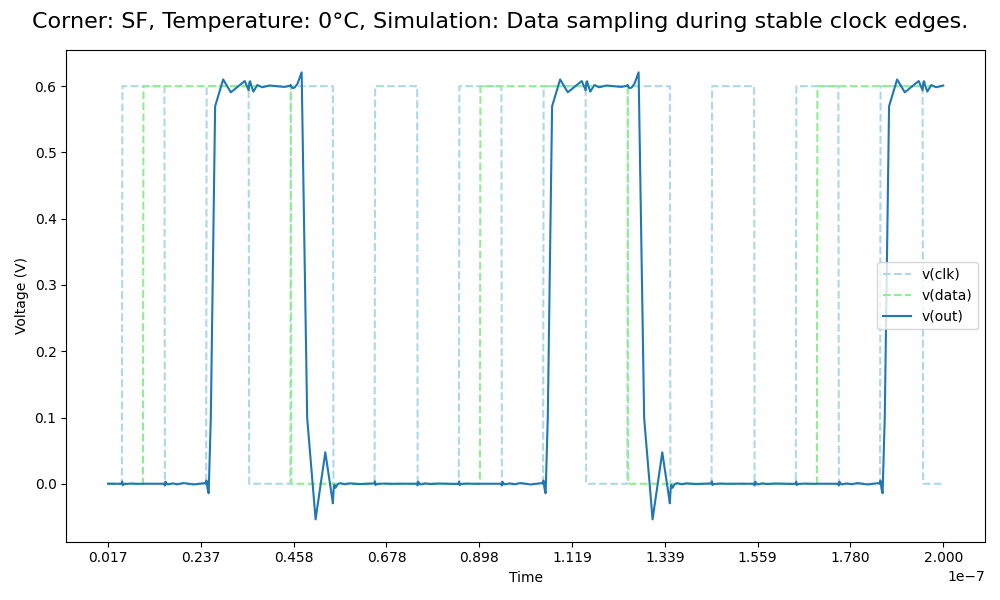 Corner: SF, Temperature: 0°C, Simulation: Data sampling during stable clock edges.
Voltage (V)
0.6
0.5
0.4
0.3
0.2
0.1
0.0
v(clk)
v(data)
v(out)
0.017 0.237 0.458 0.678 0.898 1.119 1.339 1.559 1.780 2.000
1e−7
Time